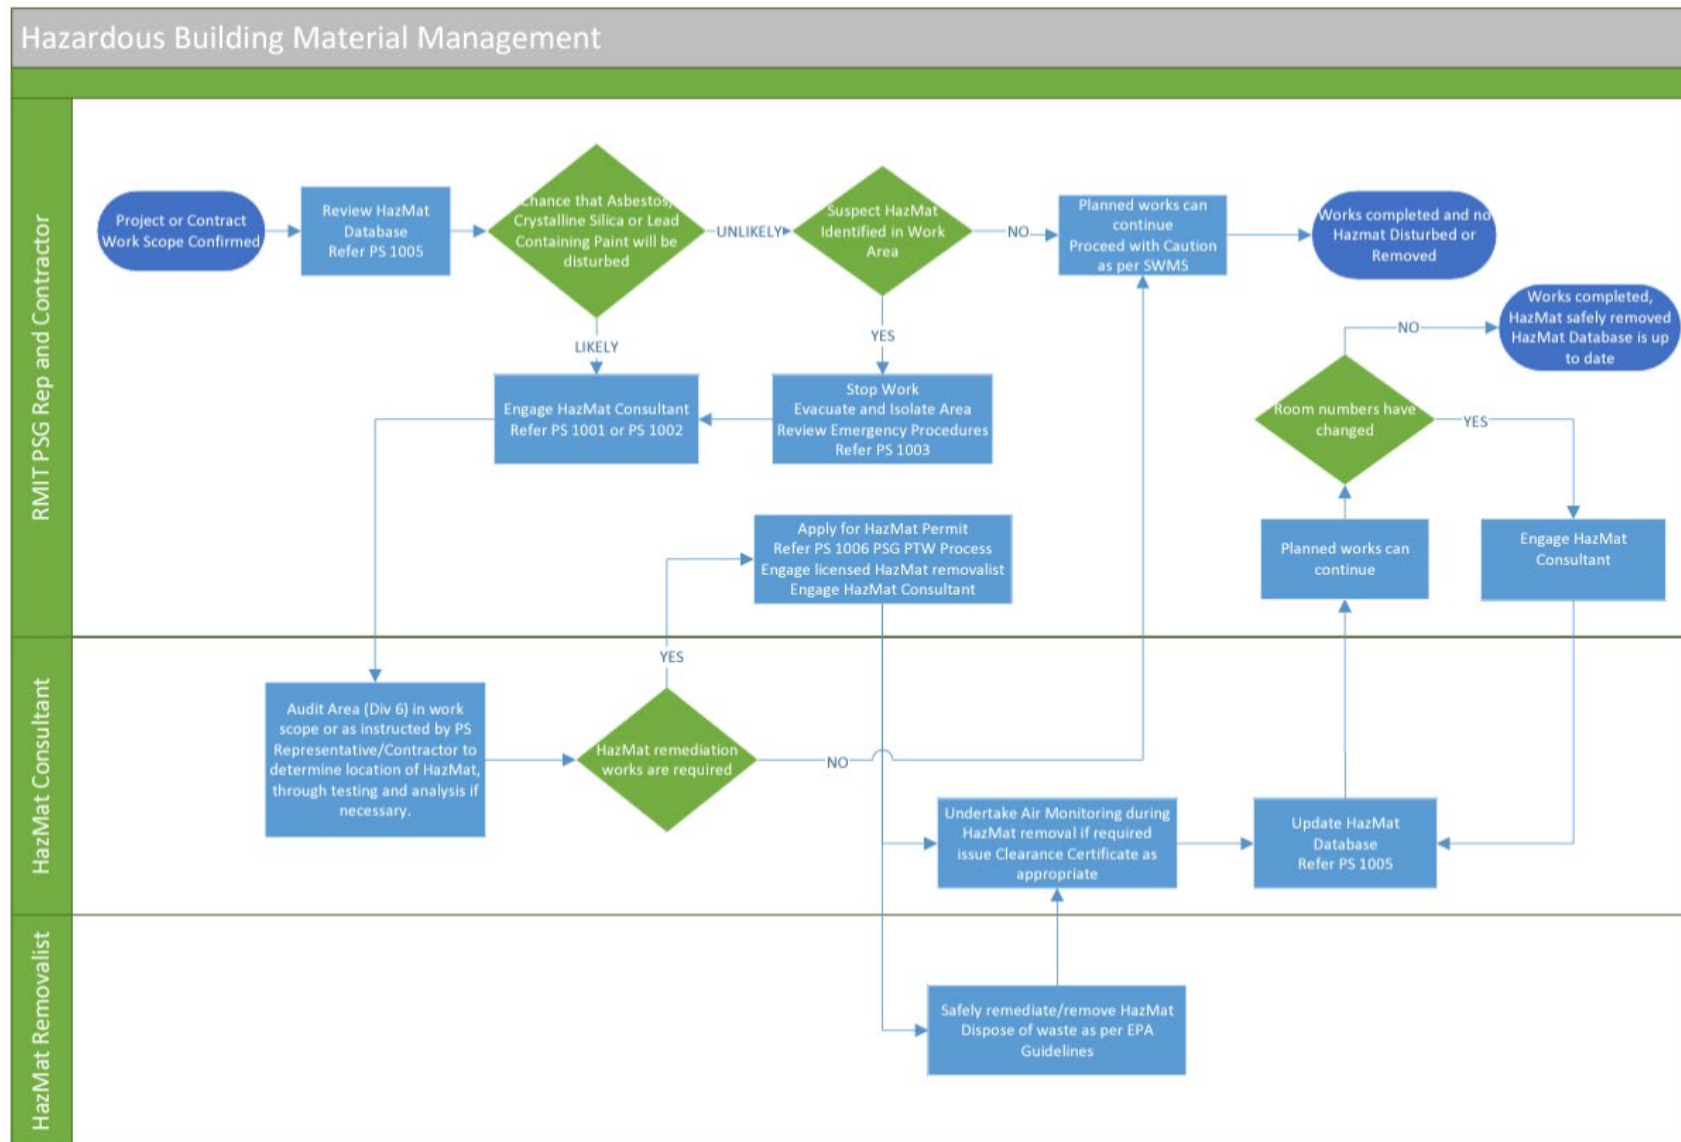 Hazardous Building Material Management
RMIT PSG Rep and Contractor
Project or Contract
Work Scope Confirmed
Review HazMat
Database
Refer PS 1005
Chance that Asbestos,
Crystalline Silica or Lead
Containing Paint will be
disturbed
UNLIKELY
LIKELY
Suspect HazMat
Identified in Work
Area
NO
YES
Planned works can
continue
Proceed with Caution
as per SWMS
Works completed and no
Hazmat Disturbed or
Removed
Works completed,
HazMat safely removed
HazMat Database is up
to date
NO
Room numbers have
changed
YES
Engage HazMat Consultant
Refer PS 1001 or PS 1002
Stop Work
Evacuate and Isolate Area
Review Emergency Procedures
Refer PS 1003
Apply for HazMat Permit
Refer PS 1006 PSG PTW Process
Engage licensed HazMat removalist
Engage HazMat Consultant
Planned works can
continue
Engage HazMat
Consultant
HazMat Consultant
YES
Audit Area (Div 6) in work
scope or as instructed by PS
Representative/Contractor to
determine location of HazMat,
through testing and analysis if
necessary.
HazMat remediation
works are required
NO
Undertake Air Monitoring during
HazMat removal if required
issue Clearance Certificate as
appropriate
Update HazMat
Database
Refer PS 1005
HazMat Removalist
Safely remediate/remove HazMat
Dispose of waste as per EPA
Guidelines